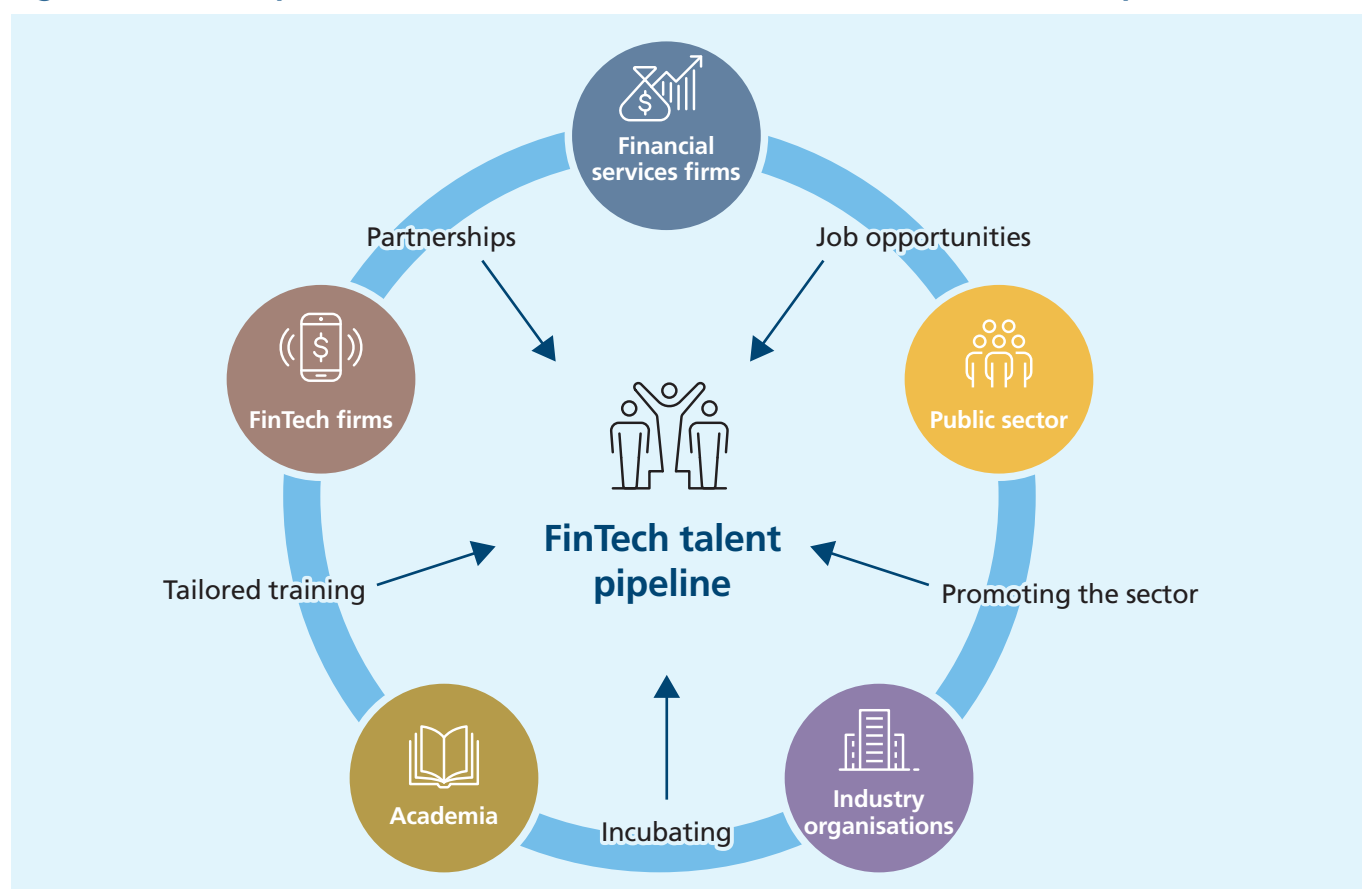 Financial
services firms
Partnerships
Job opportunities
FinTech firms
Public sector
FinTech talent
pipeline
Tailored training
Promoting the sector
Academia
Industry
organisations
Incubating